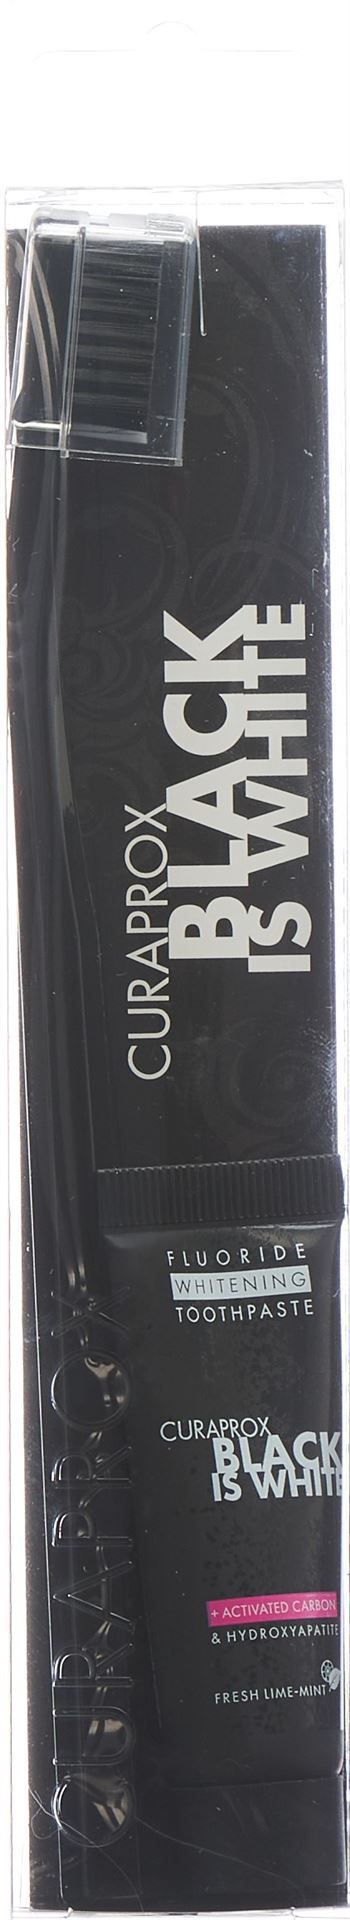 CURAPROX
BLACK
IS WHITE
FLUORIDE
WHITENING
TOOTHPASTE
CURAPROX
BLACK
IS WHITE
+ ACTIVATED CARBON
& HYDROXYAPATITE
FRESH LIME-MINT
CURAPROX